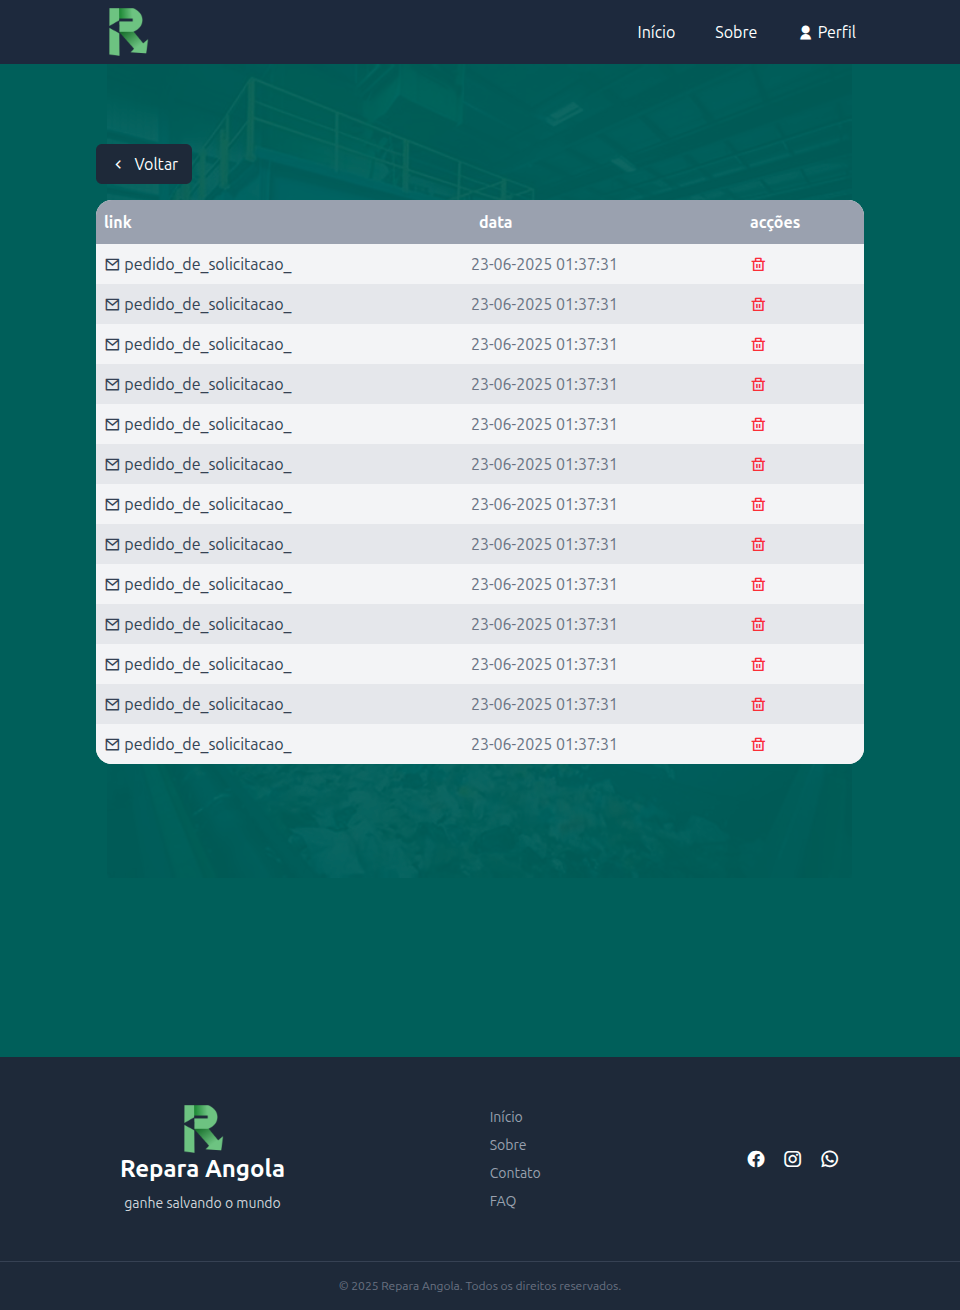 Início Sobre Perfil
Voltar
link data acções
pedido_de_solicitacao_ 23-06-2025 01:37:31
pedido_de_solicitacao_ 23-06-2025 01:37:31
pedido_de_solicitacao_ 23-06-2025 01:37:31
pedido_de_solicitacao_ 23-06-2025 01:37:31
pedido_de_solicitacao_ 23-06-2025 01:37:31
pedido_de_solicitacao_ 23-06-2025 01:37:31
pedido_de_solicitacao_ 23-06-2025 01:37:31
pedido_de_solicitacao_ 23-06-2025 01:37:31
pedido_de_solicitacao_ 23-06-2025 01:37:31
pedido_de_solicitacao_ 23-06-2025 01:37:31
pedido_de_solicitacao_ 23-06-2025 01:37:31
pedido_de_solicitacao_ 23-06-2025 01:37:31
pedido_de_solicitacao_ 23-06-2025 01:37:31
Repara Angola
ganhe salvando o mundo
Início
Sobre
Contato
FAQ
© 2025 Repara Angola. Todos os direitos reservados.